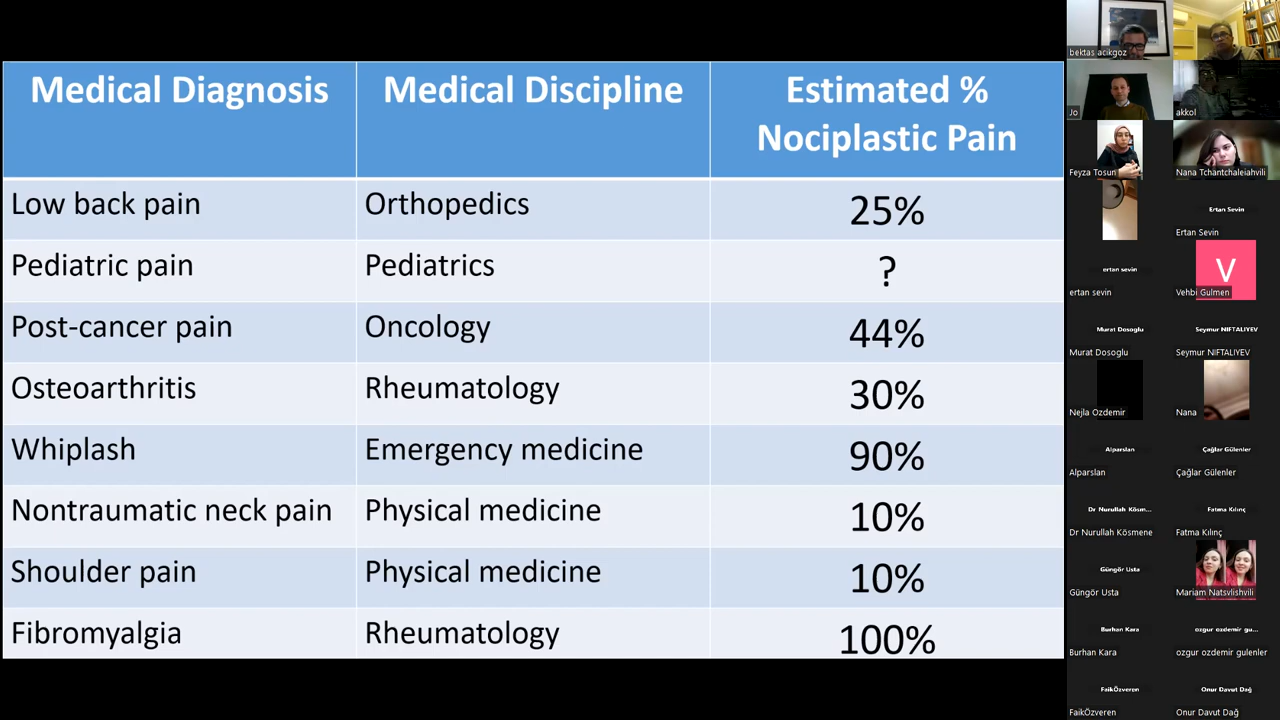 Medical Diagnosis
Medical Discipline
Estimated %
Nociplastic Pain
Low back pain
Orthopedics
25%
Pediatric pain
Pediatrics
?
Post-cancer pain
Oncology
44%
Osteoarthritis
Rheumatology
30%
Whiplash
Emergency medicine
90%
Nontraumatic neck pain
Physical medicine
10%
Shoulder pain
Physical medicine
10%
Fibromyalgia
Rheumatology
100%
bektas acikgoz
Jo
akkol
Feyza Tosun
Nana Tchantchaleiahvili
Ertan Sevin
Ertan Sevin
ertan sevin
ertan sevin
V
Vehbi Gulmen
Murat Dosoglu
Murat Dosoglu
Seymur NIFTALIYEV
Seymur NIFTALIYEV
Nejla Ozdemir
Nana
Alparslan
Alparslan
Çağlar Gülenler
Çağlar Gülenler
Dr Nurullah Kösm...
Dr Nurullah Kösmene
Fatma Kılınç
Fatma Kılınç
Güngör Usta
Güngör Usta
Mariam Natsvlishvili
Burhan Kara
Burhan Kara
ozgur ozdemir gu...
ozgur ozdemir gulenler
FaikÖzveren
FaikÖzveren
Onur Davut Dağ
Onur Davut Dağ